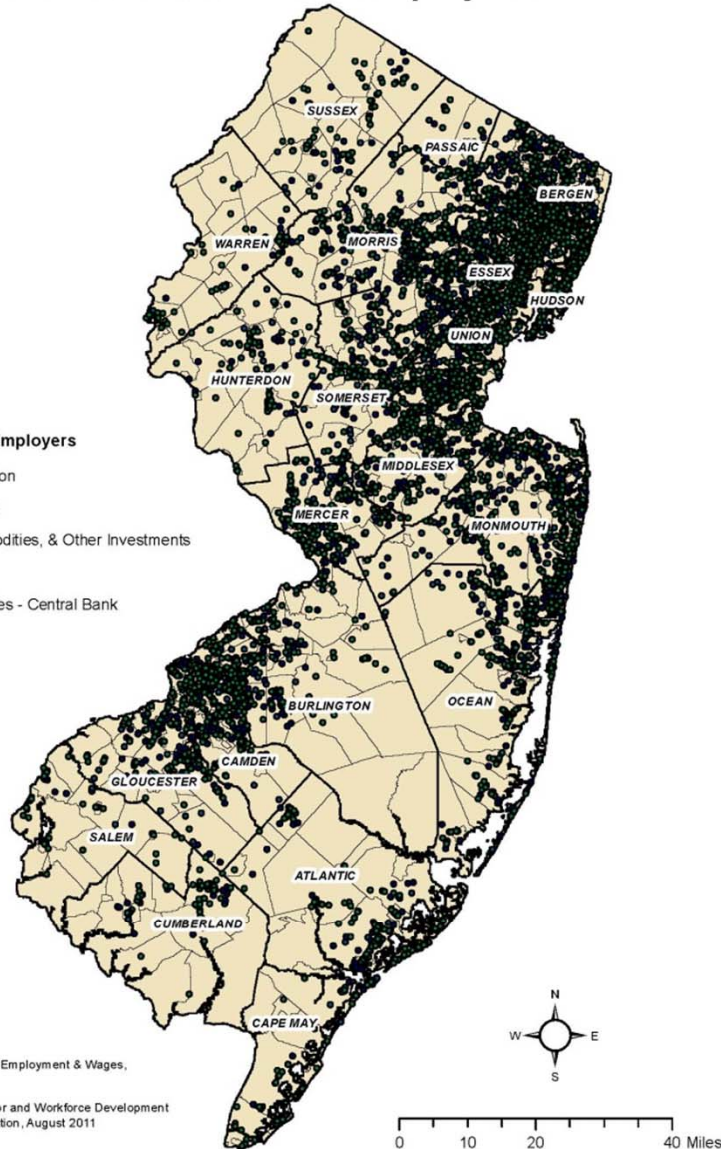 SUSSEX
PASSAIC
BERGEN
WARREN
MORRIS
ESSEX
HUDSON
UNION
HUNTERDON
SOMERSET
mployers
on
MIDDLESEX
MERCER
MONMOUTH
odities, & Other Investments
es - Central Bank
BURLINGTON
OCEAN
CAMDEN
GLOUCESTER
SALEM
ATLANTIC
CUMBERLAND
N
W E
S
CAPE MAY
Employment & Wages,
or and Workforce Development
tion, August 2011
0 10 20 40 Miles